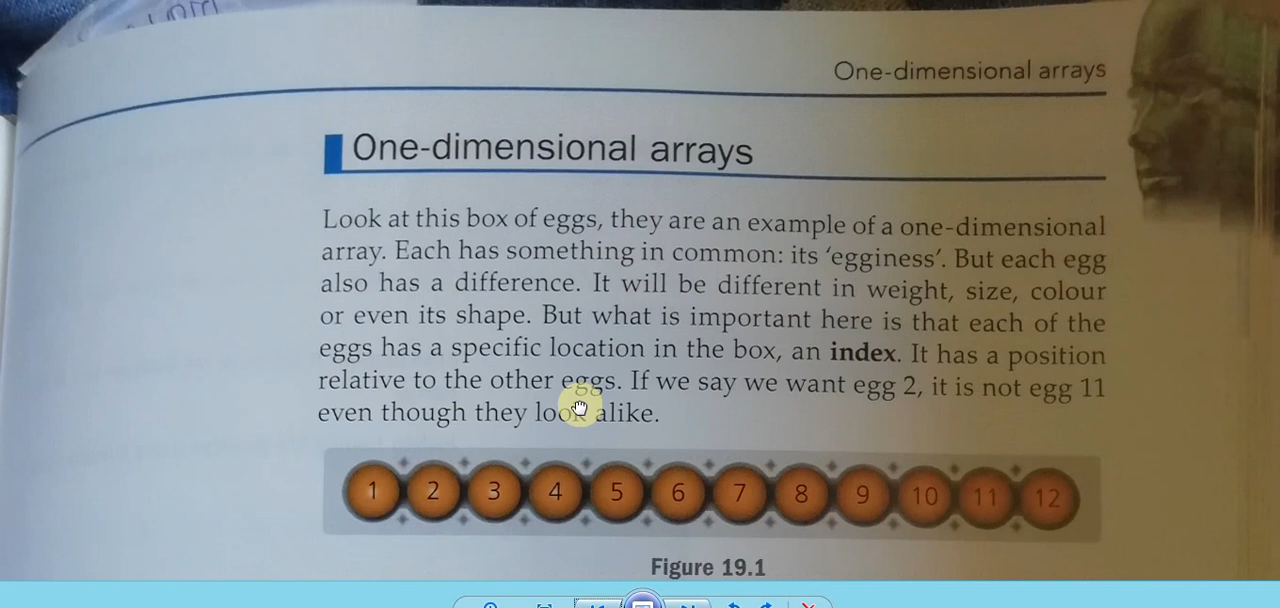 One-dimensional arrays
One-dimensional arrays
Look at this box of eggs, they are an example of a one-dimensional
array. Each has something in common: its ‘egginess’. But each egg
also has a difference. It will be different in weight, size, colour
or even its shape. But what is important here is that each of the
eggs has a specific location in the box, an index. It has a position
relative to the other eggs. If we say we want egg 2, it is not egg 11
even though they look alike.
1 2 3 4 5 6 7 8 9 10 11 12
Figure 19.1